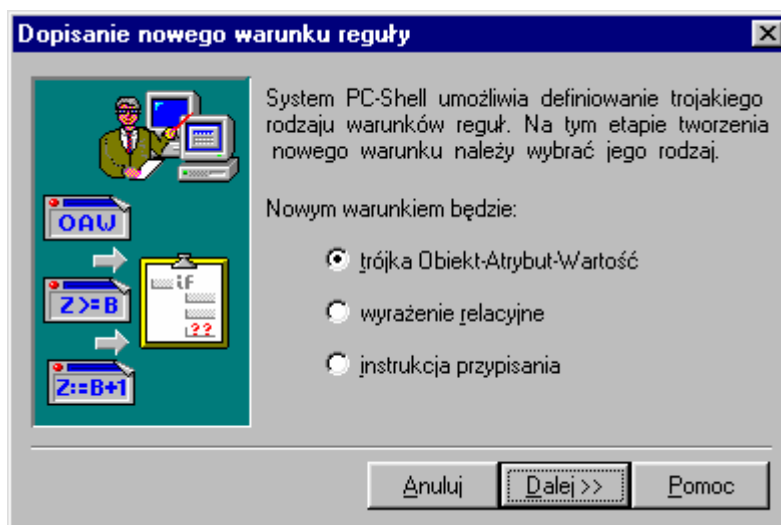 Dopisanie nowego warunku reguły
System PC-Shell umożliwia definiowanie trojakiego
rodzaju warunków reguł. Na tym etapie tworzenia
nowego warunku należy wybrać jego rodzaj.
Nowym warunkiem będzie:
trójka Obiekt-Atrybut-Wartość
wyrażenie relacyjne
instrukcja przypisania
OAW
Z>=B
Z:=B+1
if
??
Anuluj
Dalej >>
Pomoc